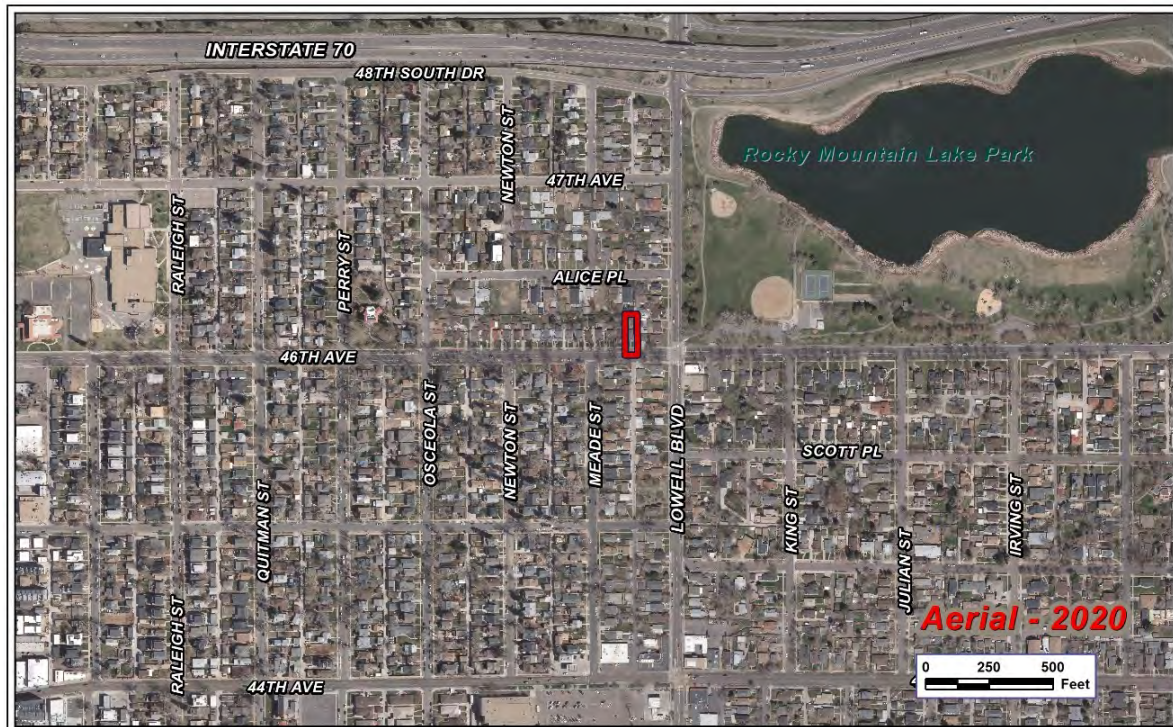 INTERSTATE 70
48TH SOUTH DR
NEWTON ST
Rocky Mountain Lake Park
47TH AVE
RALEIGH ST
PERRY ST
ALICE PL
46TH AVE
OSCEOLA ST
NEWTON ST
MEADE ST
LOWELL BLVD
SCOTT PL
QUITMAN ST
KING ST
IRVING ST
JULIAN ST
RALEIGH ST
Aerial - 2020
44TH AVE
0 250 500
Feet